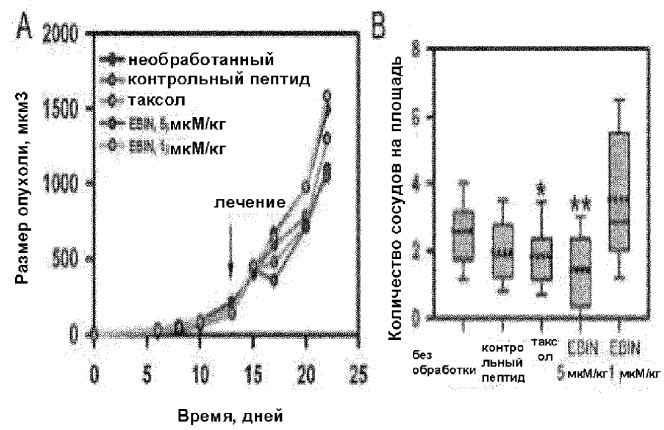 A
2000
1500
1000
500
0
Размер опухоли, мкм3
необработанный
контрольный пептид
таксол
EBIN, 5 мкМ/кг
EBIN, 1 мкМ/кг
лечение
0 5 10 15 20 25
Время, дней
B
8
6
4
2
0
Количество сосудов на площадь
*
**
без обработки
контро
льный
пептид
такс
ол
EBIN
5 мкМ/кг
EBIN
1 мкМ/кг